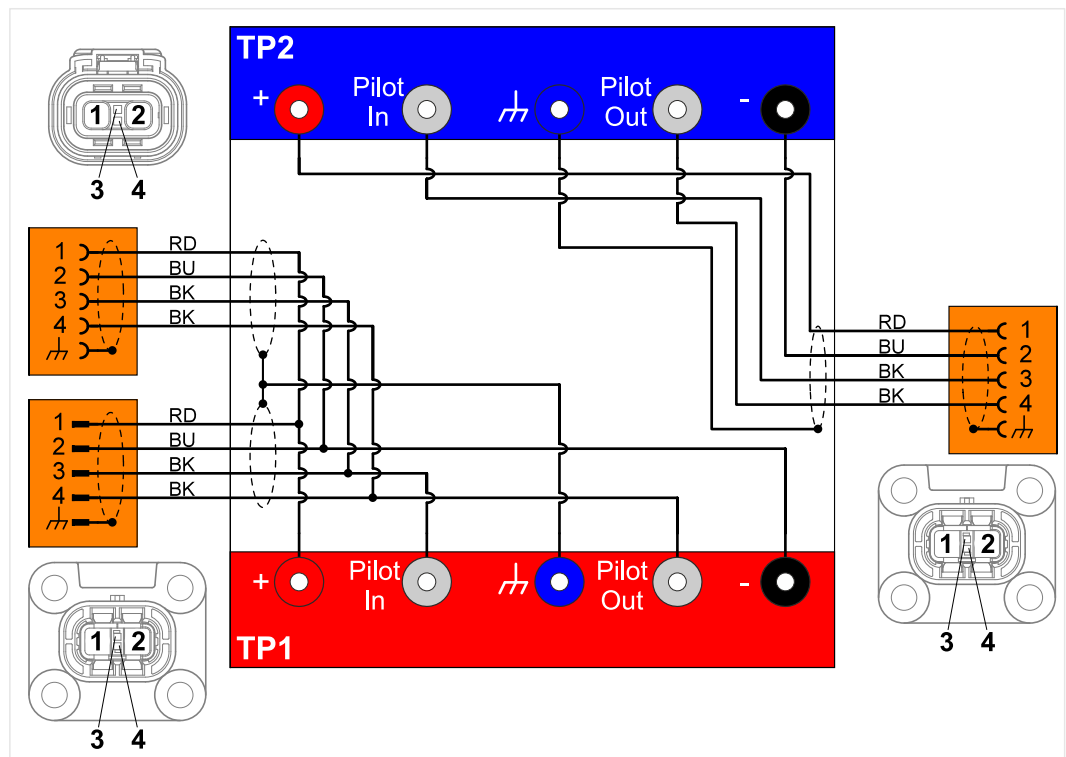 TP2
+
Pilot
In
Pilot
Out
-
1 2
3 4
1 RD
2 BU
3 BK
4 BK
RD 1
BU 2
BK 3
BK 4
1 RD
2 BU
3 BK
4 BK
1 2
3 4
1 2
3 4
+
Pilot
In
Pilot
Out
-
TP1